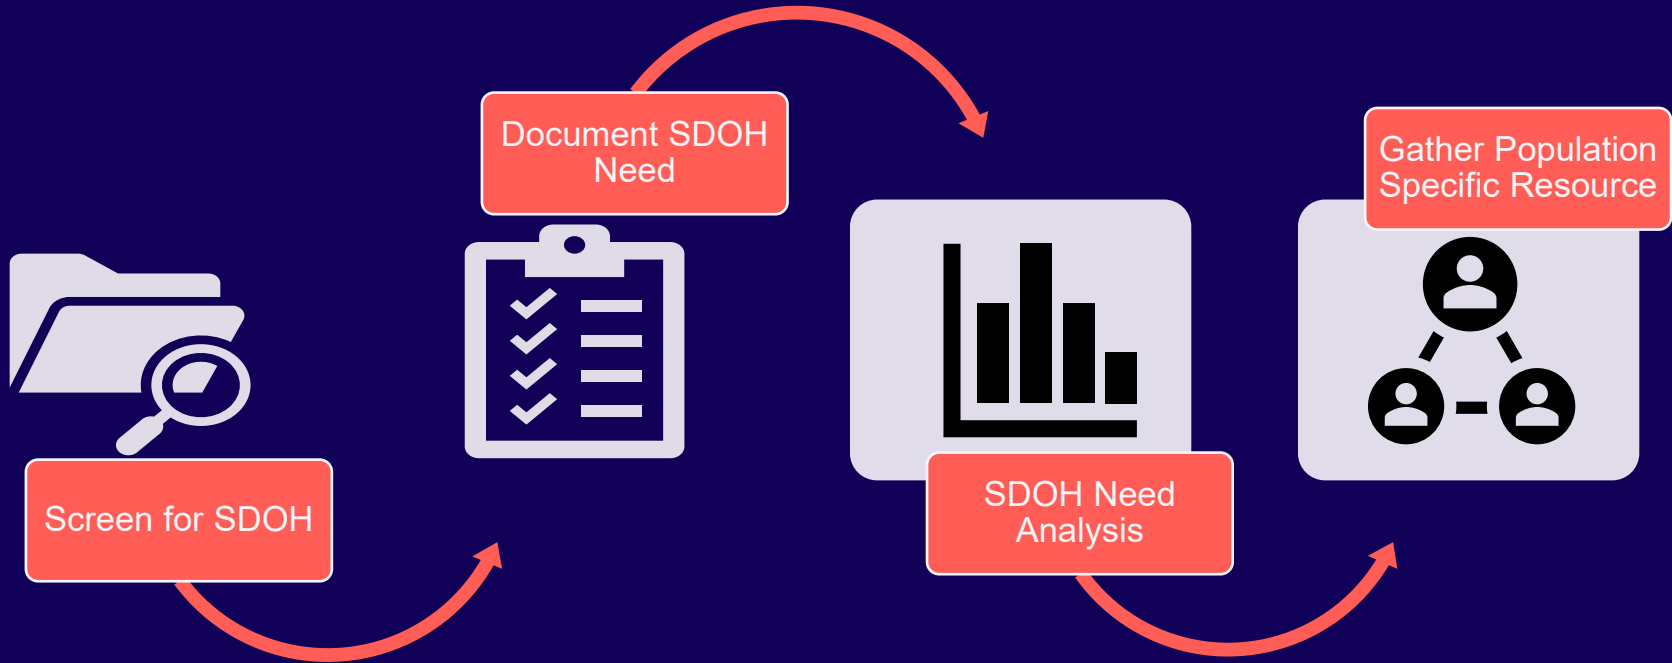 Screen for SDOH
Document SDOH
Need
SDOH Need
Analysis
Gather Population
Specific Resource